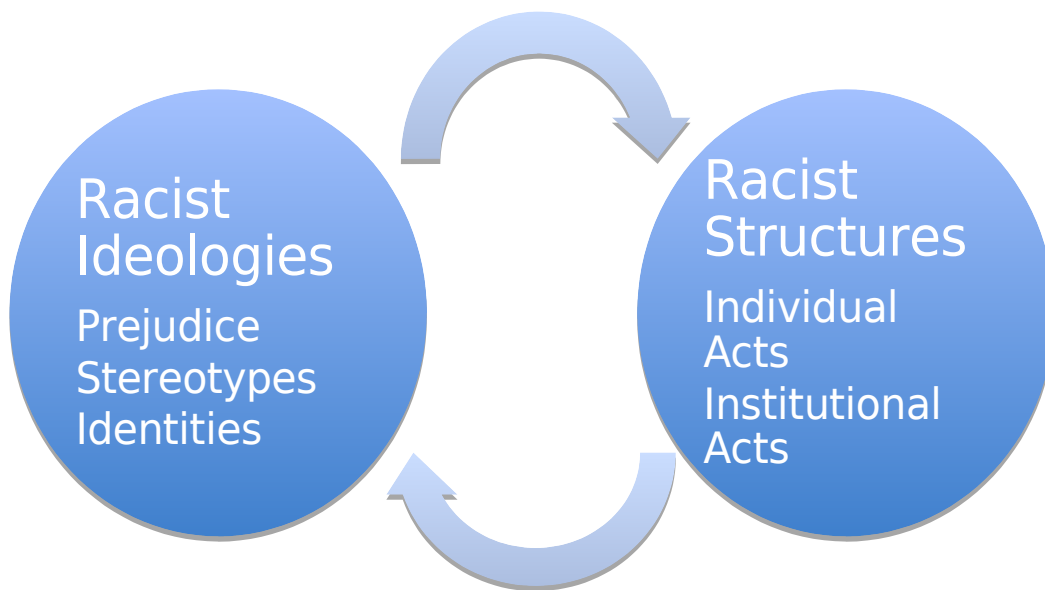 Racist
Ideologies
Prejudice
Stereotypes
Identities
Racist
Structures
Individual
Acts
Institutional
Acts